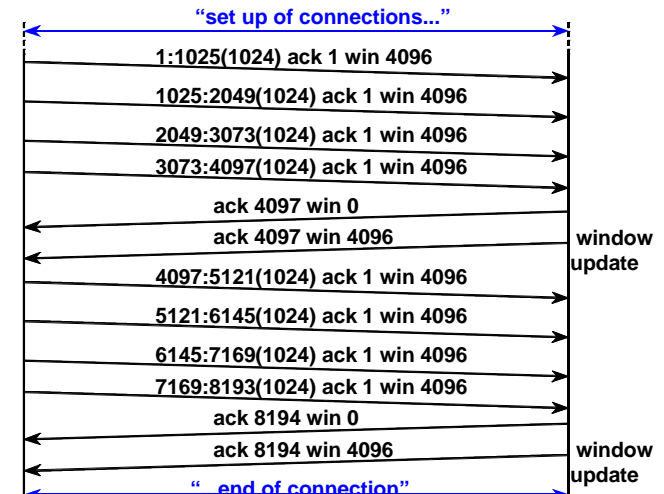 “set up of connections...”
1:1025(1024) ack 1 win 4096
1025:2049(1024) ack 1 win 4096
2049:3073(1024) ack 1 win 4096
3073:4097(1024) ack 1 win 4096
ack 4097 win 0
ack 4097 win 4096
window
update
4097:5121(1024) ack 1 win 4096
5121:6145(1024) ack 1 win 4096
6145:7169(1024) ack 1 win 4096
7169:8193(1024) ack 1 win 4096
ack 8194 win 0
ack 8194 win 4096
window
update
“ end of connection”